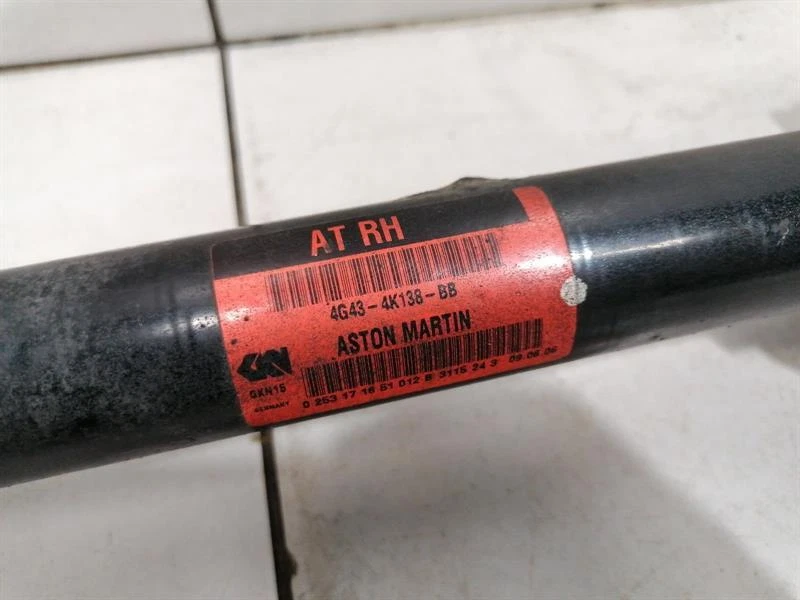 AT RH
4G43-4K138-BB
ASTON MARTIN
GKN
GKN15
GERMANY
0 253 17 16 51 012 8 3115 24 3 09.06.06